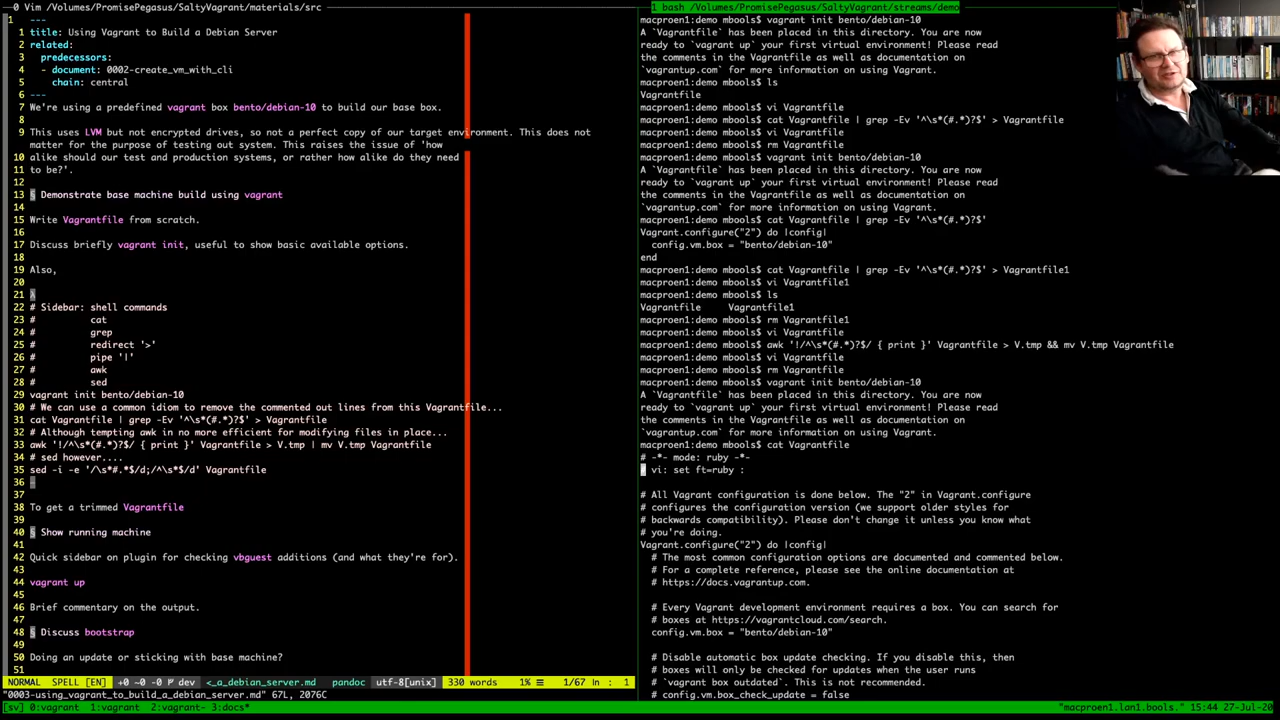 0 Vim /Volumes/PromisePegasus/SaltyVagrant/materials/src
1 ---
1 title: Using Vagrant to Build a Debian Server
2 related:
3   predecessors:
4   - document: 0002-create_vm_with_cli
5     chain: central
6 ---
7 We're using a predefined vagrant box bento/debian-10 to build our base box.
8
9 This uses LVM but not encrypted drives, so not a perfect copy of our target environment. This does not
matter for the purpose of testing out system. This raises the issue of 'how
10 alike should our test and production systems, or rather how alike do they need
11 to be?'.
12
13 § Demonstrate base machine build using vagrant
14
15 Write Vagrantfile from scratch.
16
17 Discuss briefly vagrant init, useful to show basic available options.
18
19 Also,
20
21 λ
22 # Sidebar: shell commands
23 #          cat
24 #          grep
25 #          redirect '>'
26 #          pipe '|'
27 #          awk
28 #          sed
29 vagrant init bento/debian-10
30 # We can use a common idiom to remove the commented out lines from this Vagrantfile...
31 cat Vagrantfile | grep -Ev '^\s*(#.*)?$' > Vagrantfile
32 # Although tempting awk in no more efficient for modifying files in place...
33 awk '!/^\s*(#.*)?$/ { print }' Vagrantfile > V.tmp | mv V.tmp Vagrantfile
34 # sed however....
35 sed -i -e '/\s*#.*$/d;/^\s*$/d' Vagrantfile
36
37
38 To get a trimmed Vagrantfile
39
40 § Show running machine
41
42 Quick sidebar on plugin for checking vbguest additions (and what they're for).
43
44 vagrant up
45
46 Brief commentary on the output.
47
48 § Discuss bootstrap
49
50 Doing an update or sticking with base machine?
51
NORMAL SPELL [EN] +0 ~0 -0 dev <_a_debian_server.md pandoc utf-8[unix] 330 words 1% ☰ 1/67 ln : 1
"0003-using_vagrant_to_build_a_debian_server.md" 67L, 2076C
1 bash /Volumes/PromisePegasus/SaltyVagrant/streams/demo
macproen1:demo mbools$ vagrant init bento/debian-10
A `Vagrantfile` has been placed in this directory. You are now
ready to `vagrant up` your first virtual environment! Please read
the comments in the Vagrantfile as well as documentation on
`vagrantup.com` for more information on using Vagrant.
macproen1:demo mbools$ ls
Vagrantfile
macproen1:demo mbools$ vi Vagrantfile
macproen1:demo mbools$ cat Vagrantfile | grep -Ev '^\s*(#.*)?$' > Vagrantfile
macproen1:demo mbools$ vi Vagrantfile
macproen1:demo mbools$ rm Vagrantfile
macproen1:demo mbools$ vagrant init bento/debian-10
A `Vagrantfile` has been placed in this directory. You are now
ready to `vagrant up` your first virtual environment! Please read
the comments in the Vagrantfile as well as documentation on
`vagrantup.com` for more information on using Vagrant.
macproen1:demo mbools$ cat Vagrantfile | grep -Ev '^\s*(#.*)?$'
Vagrant.configure("2") do |config|
  config.vm.box = "bento/debian-10"
end
macproen1:demo mbools$ cat Vagrantfile | grep -Ev '^\s*(#.*)?$' > Vagrantfile1
macproen1:demo mbools$ vi Vagrantfile1
macproen1:demo mbools$ ls
Vagrantfile     Vagrantfile1
macproen1:demo mbools$ rm Vagrantfile1
macproen1:demo mbools$ vi Vagrantfile
macproen1:demo mbools$ awk '!/^\s*(#.*)?$/ { print }' Vagrantfile > V.tmp && mv V.tmp Vagrantfile
macproen1:demo mbools$ vi Vagrantfile
macproen1:demo mbools$ rm Vagrantfile
macproen1:demo mbools$ vagrant init bento/debian-10
A `Vagrantfile` has been placed in this directory. You are now
ready to `vagrant up` your first virtual environment! Please read
the comments in the Vagrantfile as well as documentation on
`vagrantup.com` for more information on using Vagrant.
macproen1:demo mbools$ cat Vagrantfile
# -*- mode: ruby -*-
# vi: set ft=ruby :

# All Vagrant configuration is done below. The "2" in Vagrant.configure
# configures the configuration version (we support older styles for
# backwards compatibility). Please don't change it unless you know what
# you're doing.
Vagrant.configure("2") do |config|
  # The most common configuration options are documented and commented below.
  # For a complete reference, please see the online documentation at
  # https://docs.vagrantup.com.

  # Every Vagrant development environment requires a box. You can search for
  # boxes at https://vagrantcloud.com/search.
  config.vm.box = "bento/debian-10"

  # Disable automatic box update checking. If you disable this, then
  # boxes will only be checked for updates when the user runs
  # `vagrant box outdated`. This is not recommended.
  # config.vm.box_check_update = false
[sv] 0:vagrant 1:vagrant 2:vagrant- 3:docs* "macproen1.lan1.bools." 15:44 27-Jul-20